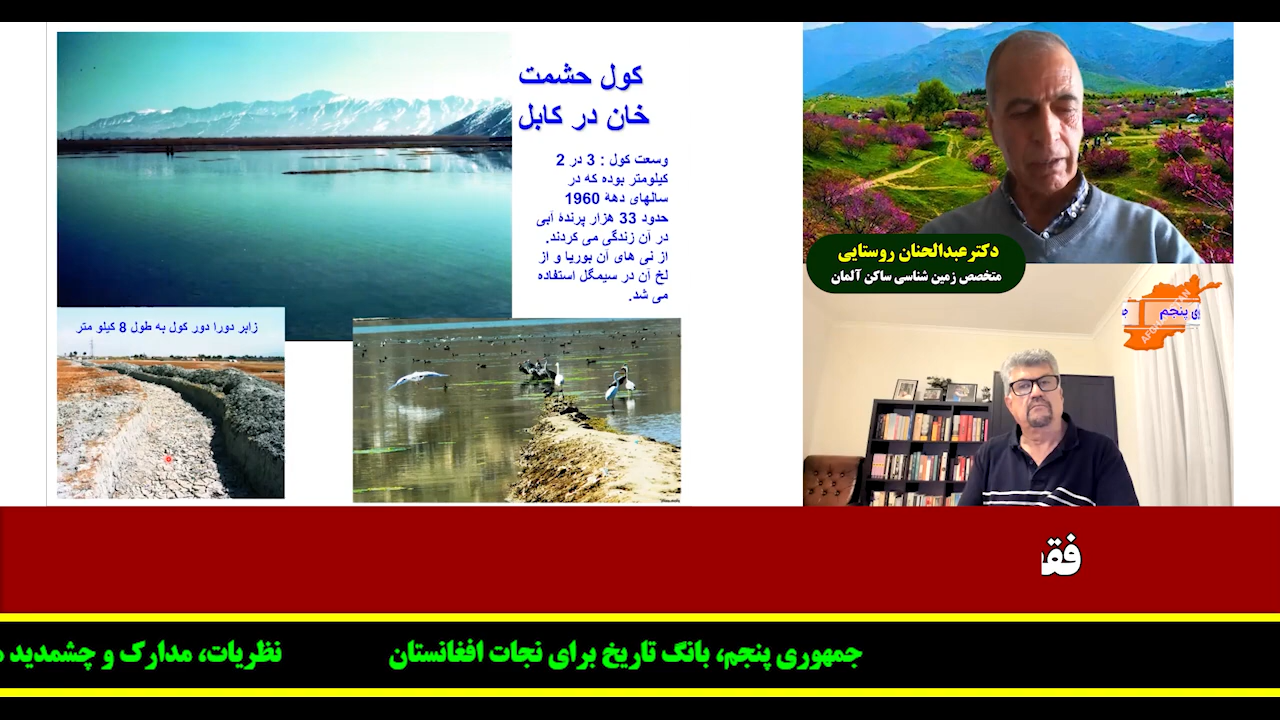 کول حشمت
خان در کابل
وسعت کول : 3 در 2
کیلومتر بوده که در
سالهای دههٔ 1960
حدود 33 هزار پرندهٔ آبی
در آن زندگی می کردند.
از نی های آن بوریا و از
لخ آن در سیمگل استفاده
می شد.
زابر دورا دور کول به طول 8 کیلو متر
دکترعبدالحنان روستایی
متخصص زمین شناسی ساکن آلمان
پنجم
AFGHANISTAN
جمهوری پنجم، بانگ تاریخ برای نجات افغانستان
نظریات، مدارک و چشمدید